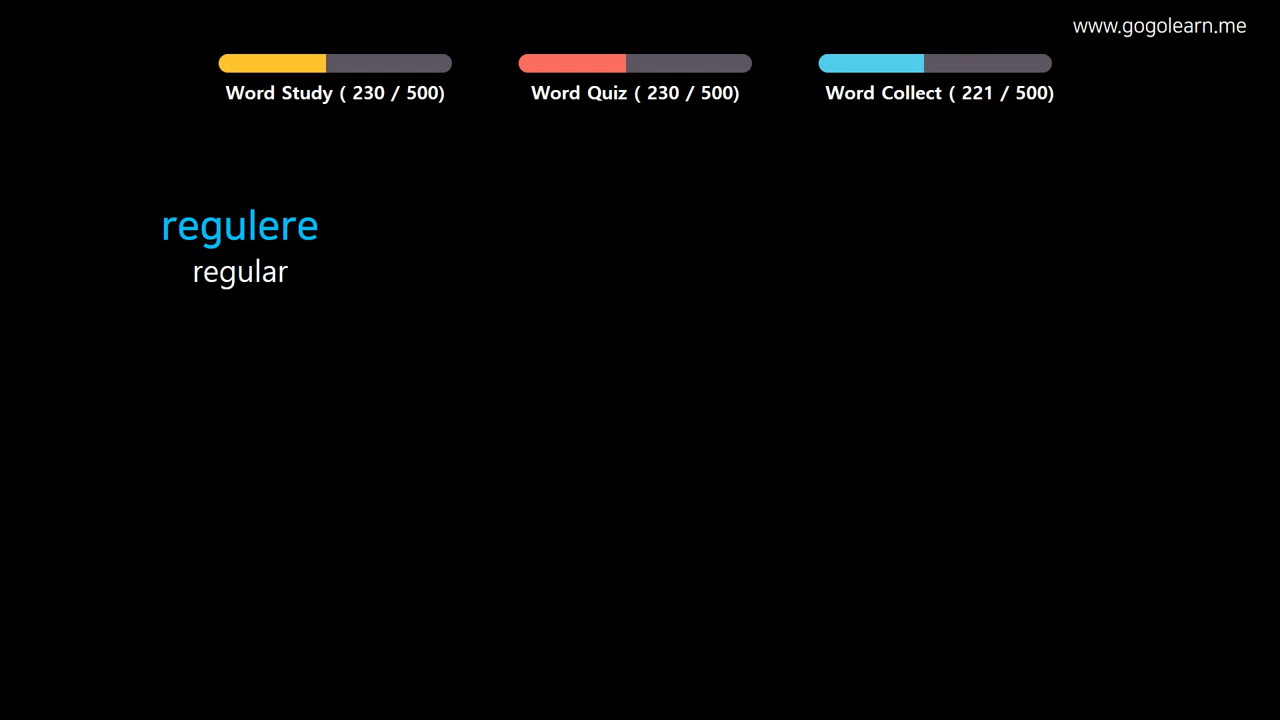 www.gogolearn.me
Word Study ( 230 / 500)
Word Quiz ( 230 / 500)
Word Collect ( 221 / 500)
regulere
regular